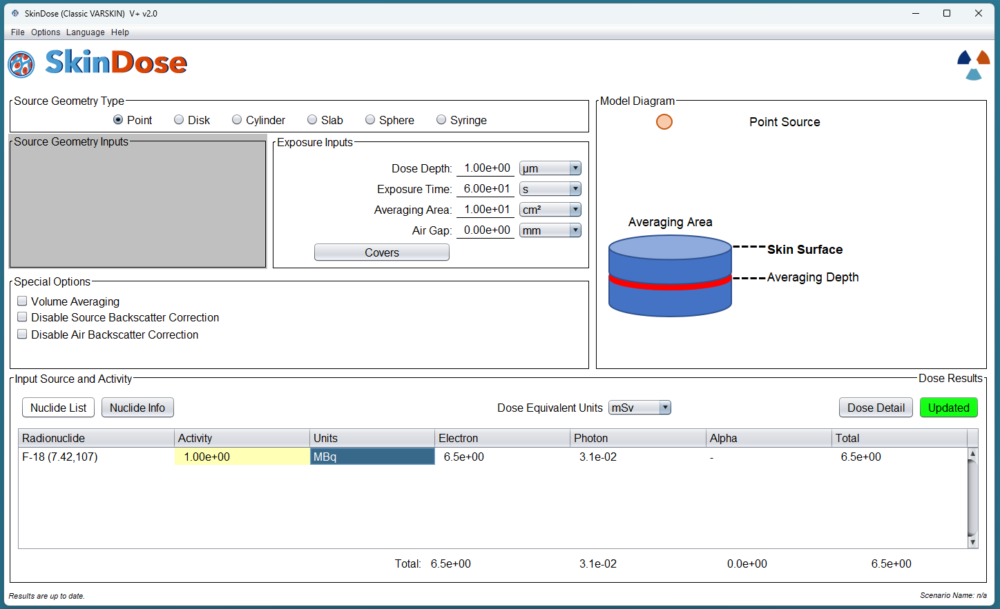 SkinDose (Classic VARSKIN) V+ v2.0
File Options Language Help
SkinDose
Source Geometry Type
Point Disk Cylinder Slab Sphere Syringe
Source Geometry Inputs
Exposure Inputs
Dose Depth: 1.00e+00 µm
Exposure Time: 6.00e+01 s
Averaging Area: 1.00e+01 cm²
Air Gap: 0.00e+00 mm
Covers
Special Options
Volume Averaging
Disable Source Backscatter Correction
Disable Air Backscatter Correction
Model Diagram
Point Source
Averaging Area
Skin Surface
Averaging Depth
Input Source and Activity
Dose Results
Nuclide List Nuclide Info Dose Equivalent Units mSv Dose Detail Updated
Radionuclide Activity Units Electron Photon Alpha Total
F-18 (7.42,107) 1.00e+00 MBq 6.5e+00 3.1e-02 - 6.5e+00
Total: 6.5e+00 3.1e-02 0.0e+00 6.5e+00
Results are up to date.
Scenario Name: n/a